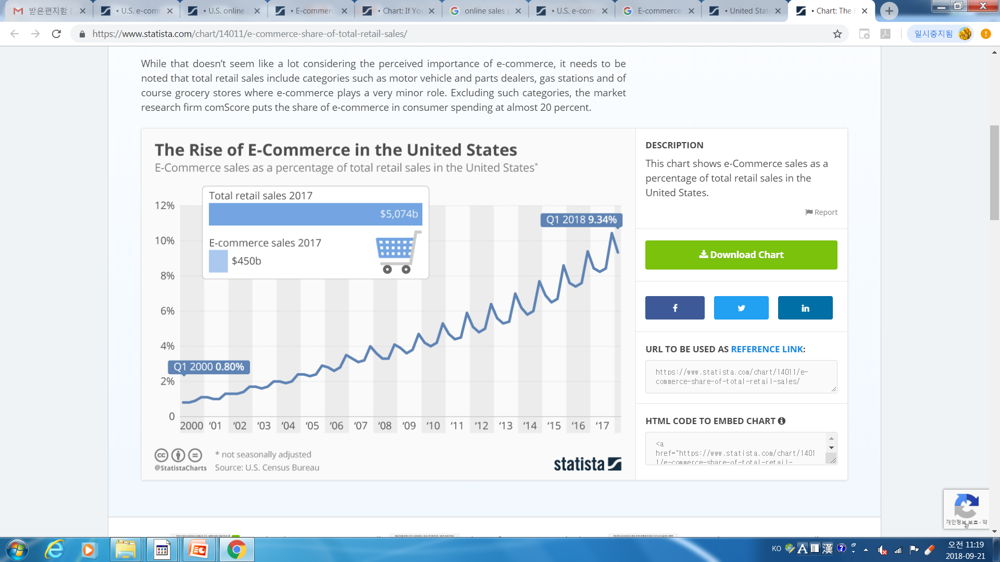 받은편지함 (
• U.S. e-com
• U.S. online
• E-commerc
• Chart: If Yo
online sales p
• U.S. e-com
E-commerce
• United Stat
• Chart: The
https://www.statista.com/chart/14011/e-commerce-share-of-total-retail-sales/
일시중지됨
While that doesn’t seem like a lot considering the perceived importance of e-commerce, it needs to be
noted that total retail sales include categories such as motor vehicle and parts dealers, gas stations and of
course grocery stores where e-commerce plays a very minor role. Excluding such categories, the market
research firm comScore puts the share of e-commerce in consumer spending at almost 20 percent.
The Rise of E-Commerce in the United States
E-Commerce sales as a percentage of total retail sales in the United States*
Total retail sales 2017
$5,074b
E-commerce sales 2017
$450b
12%
10%
8%
6%
4%
2%
0
Q1 2018 9.34%
Q1 2000 0.80%
2000 ‘01 ‘02 ‘03 ‘04 ‘05 ‘06 ‘07 ‘08 ‘09 ‘10 ‘11 ‘12 ‘13 ‘14 ‘15 ‘16 ‘17
@StatistaCharts
* not seasonally adjusted
Source: U.S. Census Bureau
statista
DESCRIPTION
This chart shows e-Commerce sales as a
percentage of total retail sales in the
United States.
Report
Download Chart
URL TO BE USED AS REFERENCE LINK:
https://www.statista.com/chart/14011/e-
commerce-share-of-total-retail-sales/
HTML CODE TO EMBED CHART
<a
href="https://www.statista.com/chart/1401
1/e-commerce-share-of-total-retail-
개인정보 보호 - 약
관
KO A 漢
오전 11:19
2018-09-21